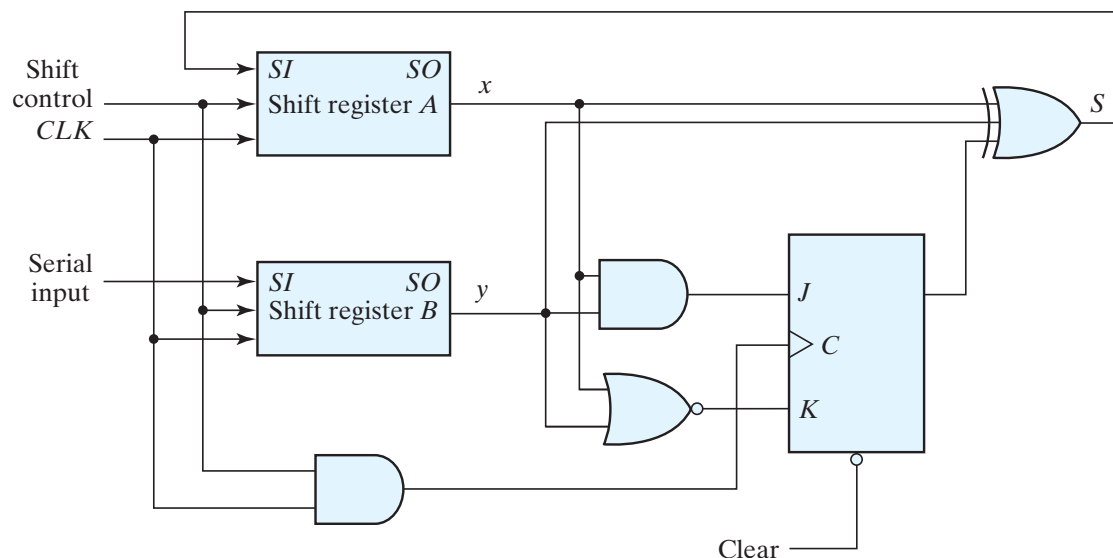 Shift
control
CLK
SI SO
Shift register A
x
S
Serial
input
SI SO
Shift register B
y
J
C
K
Clear